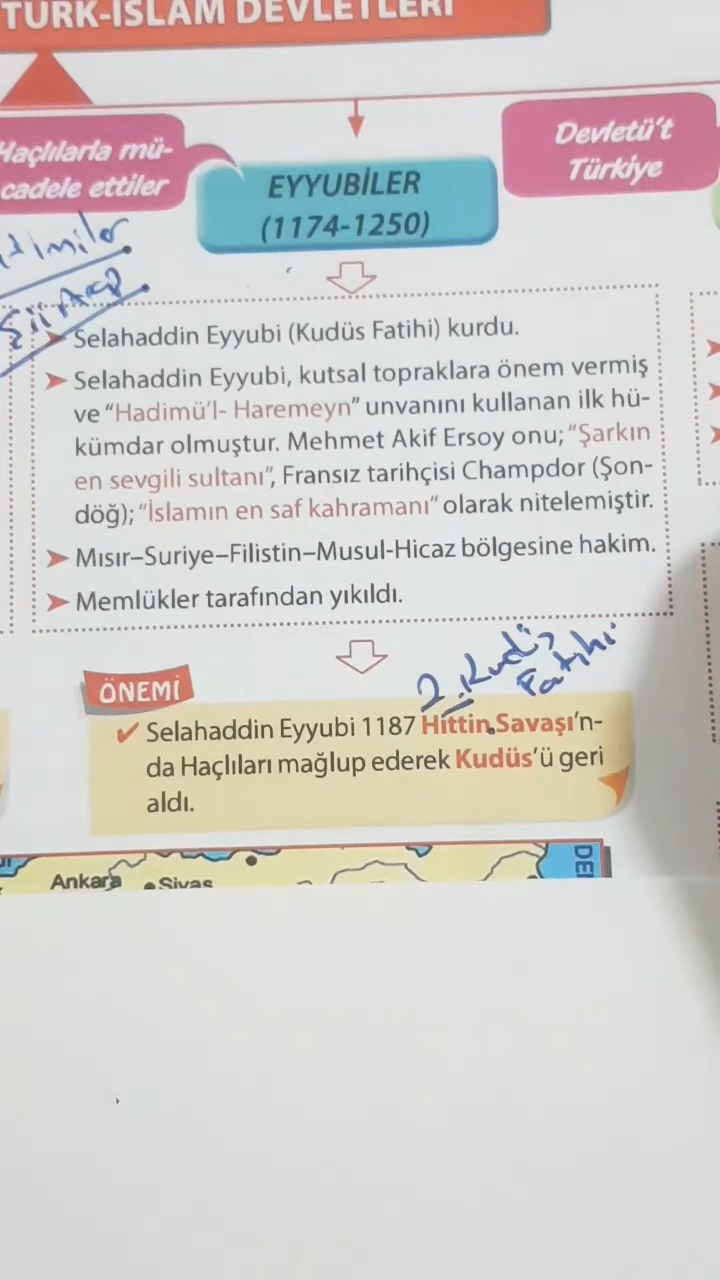 TÜRK-İSLAM DEVLETLERİ
Haçlılarla mü-
cadele ettiler
EYYUBİLER
(1174-1250)
Devletü't
Türkiye
Şii Arap
Selahaddin Eyyubi (Kudüs Fatihi) kurdu.
Selahaddin Eyyubi, kutsal topraklara önem vermiş
ve “Hadimü’l- Haremeyn” unvanını kullanan ilk hü-
kümdar olmuştur. Mehmet Akif Ersoy onu; “Şarkın
en sevgili sultanı”, Fransız tarihçisi Champdor (Şon-
döğ); “İslamın en saf kahramanı” olarak nitelemiştir.
Mısır–Suriye–Filistin–Musul-Hicaz bölgesine hakim.
Memlükler tarafından yıkıldı.
2. Kudüs
Fatihi
ÖNEMİ
✔ Selahaddin Eyyubi 1187 Hıttin Savaşı’n-
da Haçlıları mağlup ederek Kudüs’ü geri
aldı.
Ankara
Sivas